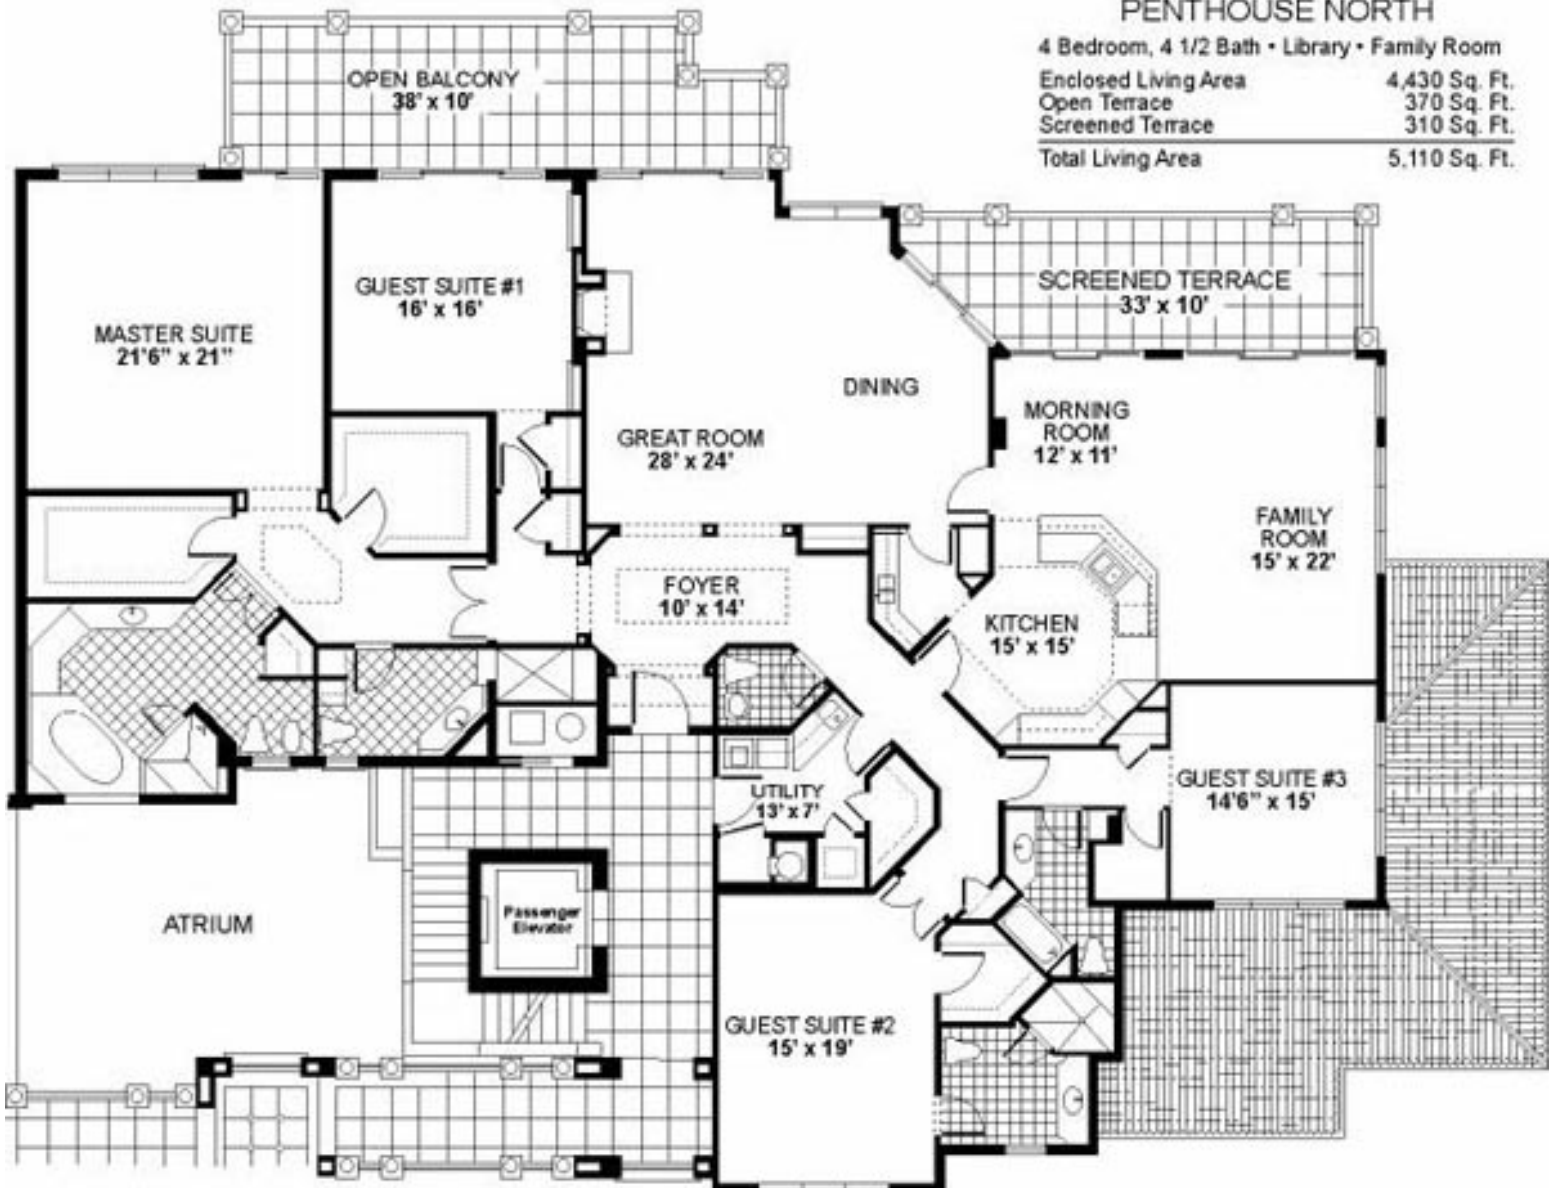 PENTHOUSE NORTH
4 Bedroom, 4 1/2 Bath • Library • Family Room
Enclosed Living Area 4,430 Sq. Ft.
Open Terrace 370 Sq. Ft.
Screened Terrace 310 Sq. Ft.
Total Living Area 5,110 Sq. Ft.
OPEN BALCONY
38' x 10'
SCREENED TERRACE
33' x 10'
GUEST SUITE #1
16' x 16'
MASTER SUITE
21'6" x 21"
DINING
GREAT ROOM
28' x 24'
MORNING
ROOM
12' x 11'
FAMILY
ROOM
15' x 22'
FOYER
10' x 14'
KITCHEN
15' x 15'
UTILITY
13' x 7'
GUEST SUITE #3
14'6" x 15'
ATRIUM
Passenger
Elevator
GUEST SUITE #2
15' x 19'